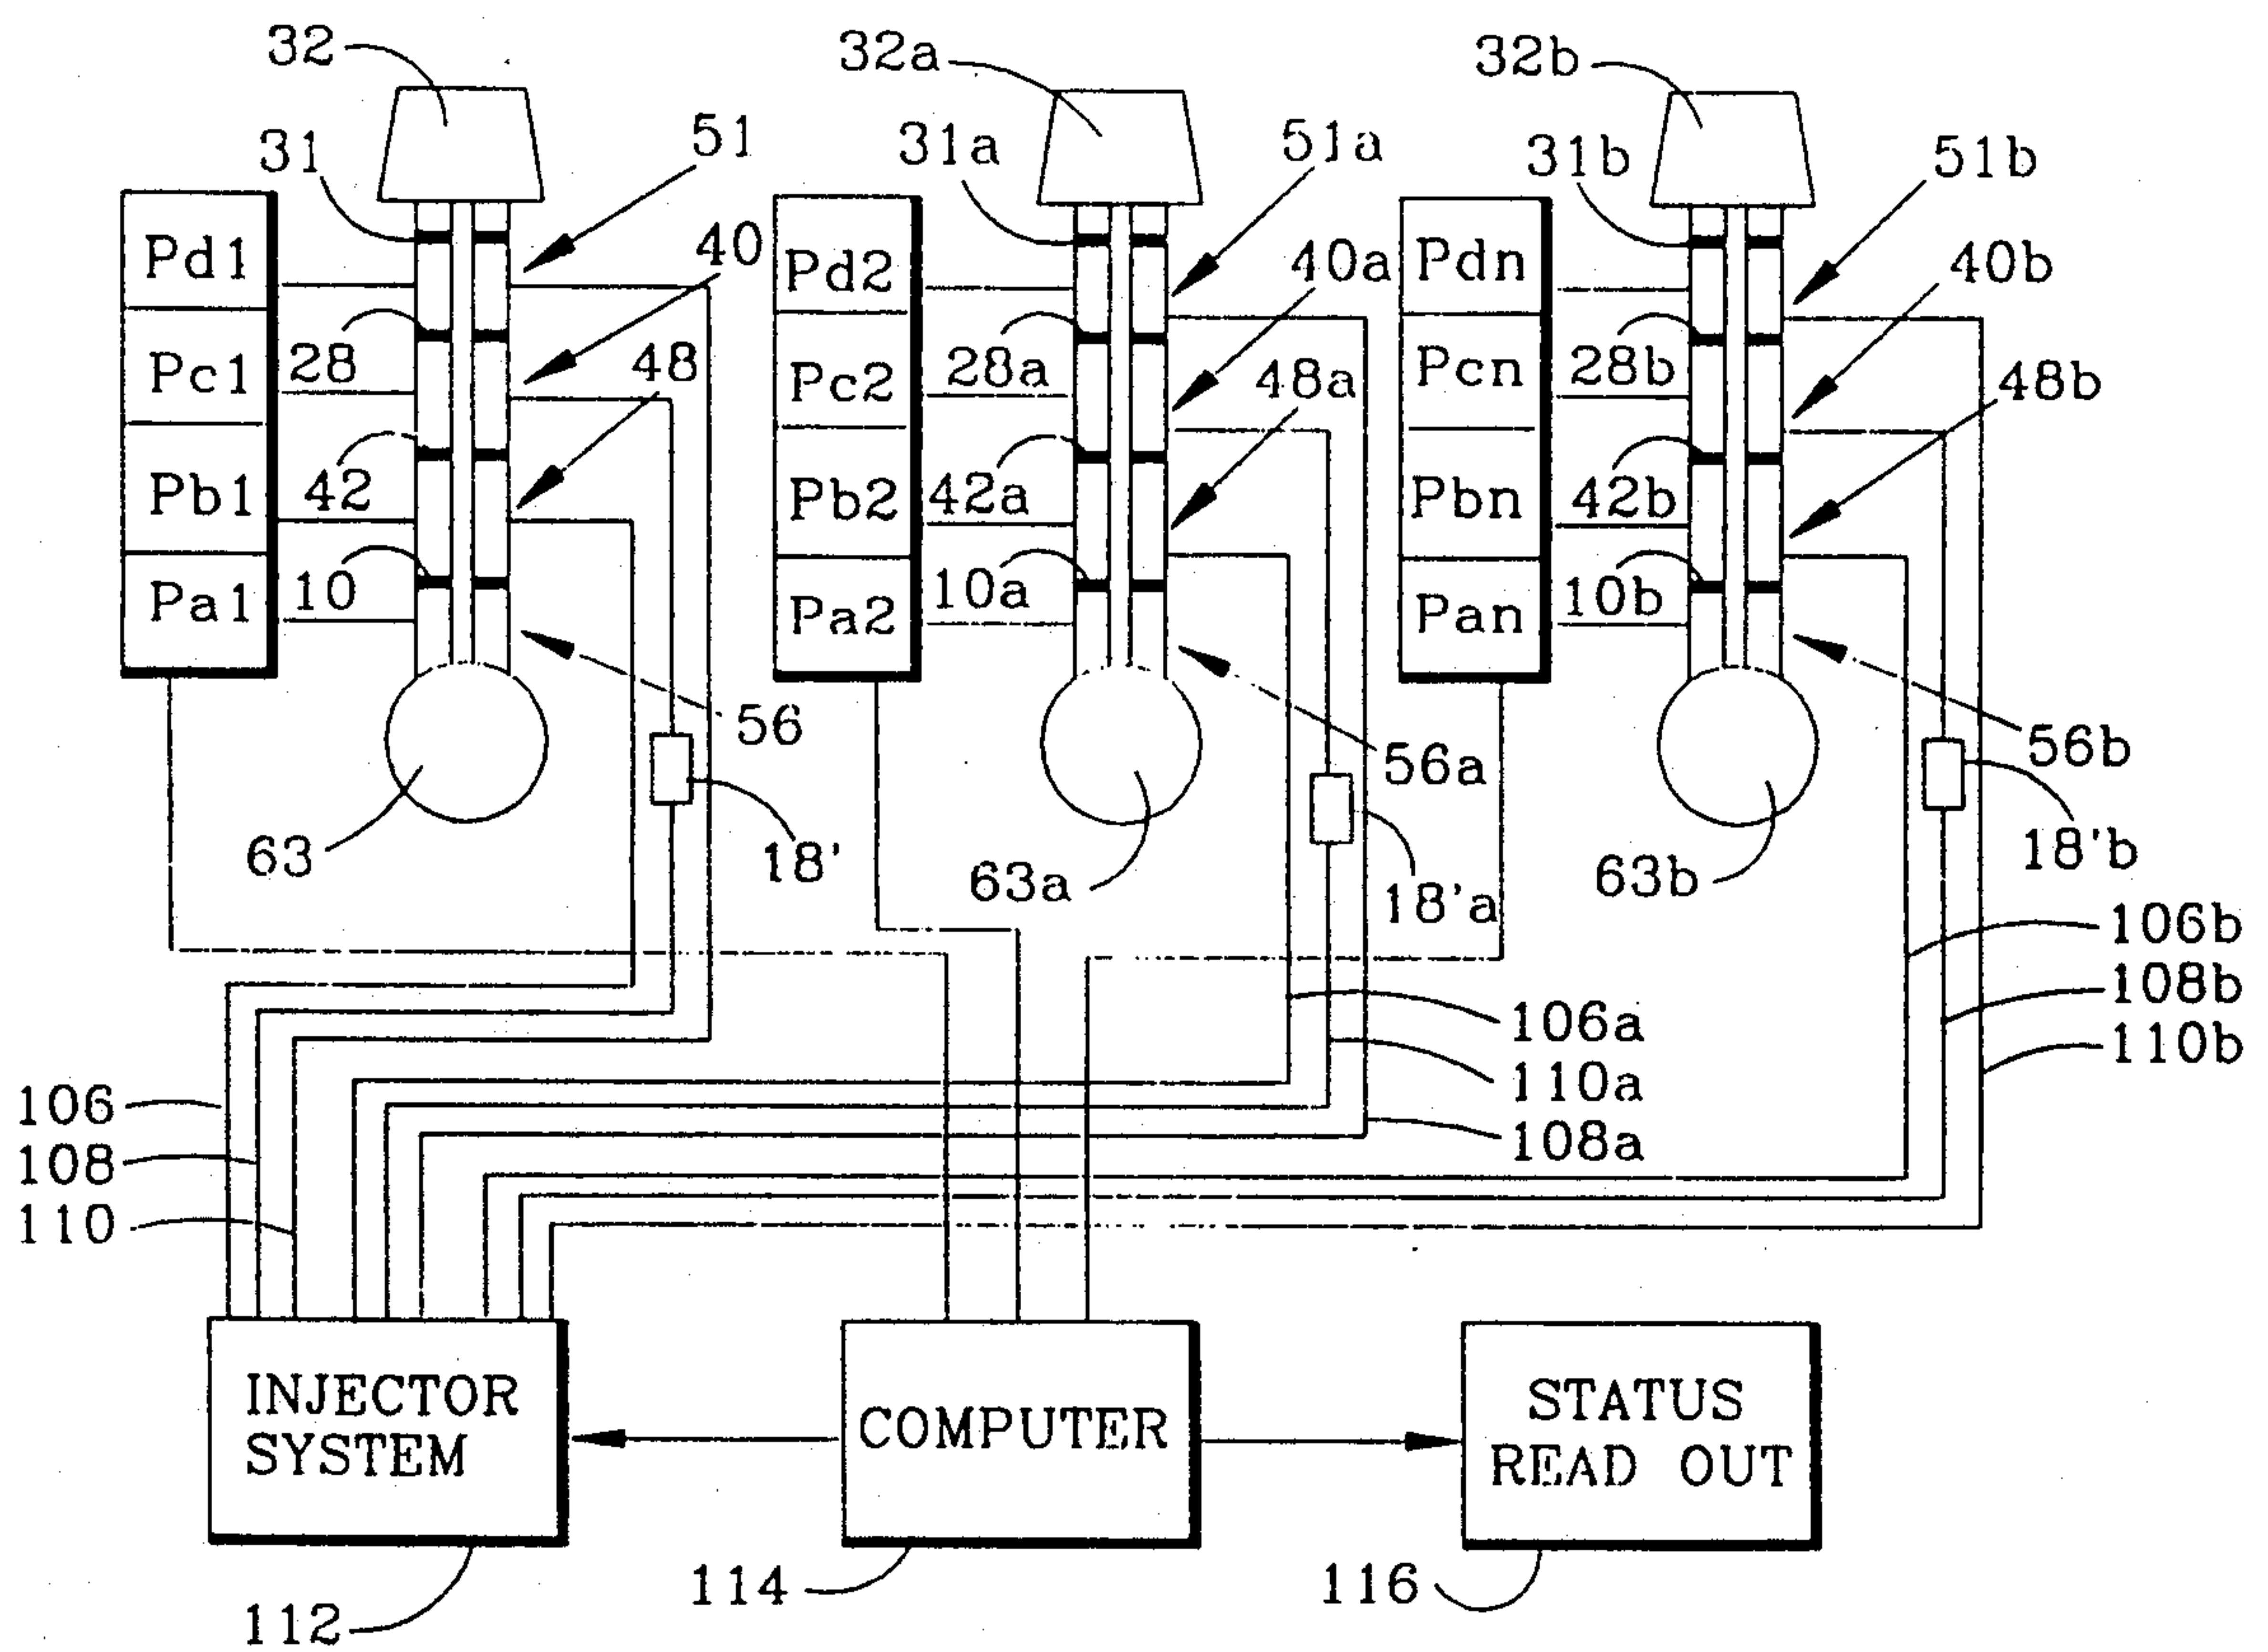 32
32a
32b
31
51
31a
51a
31b
51b
Pd1
40
Pd2
40a
Pdn
40b
Pc1
28
48
Pc2
28a
48a
Pcn
28b
48b
Pb1
42
Pb2
42a
Pbn
42b
Pa1
10
Pa2
10a
Pan
10b
56
56a
56b
63
18'
63a
18'a
63b
18'b
106b
108b
110b
106a
110a
108a
106
108
110
INJECTOR
SYSTEM
COMPUTER
STATUS
READ OUT
112
114
116